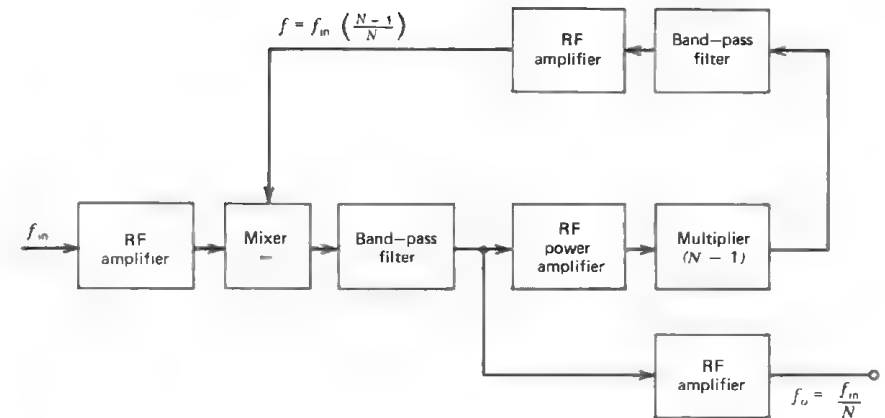 f = f_in ( N − 1 / N )
RF
amplifier
Band–pass
filter
f_in
RF
amplifier
Mixer
–
Band–pass
filter
RF
power
amplifier
Multiplier
(N − 1)
RF
amplifier
f_o = f_in / N